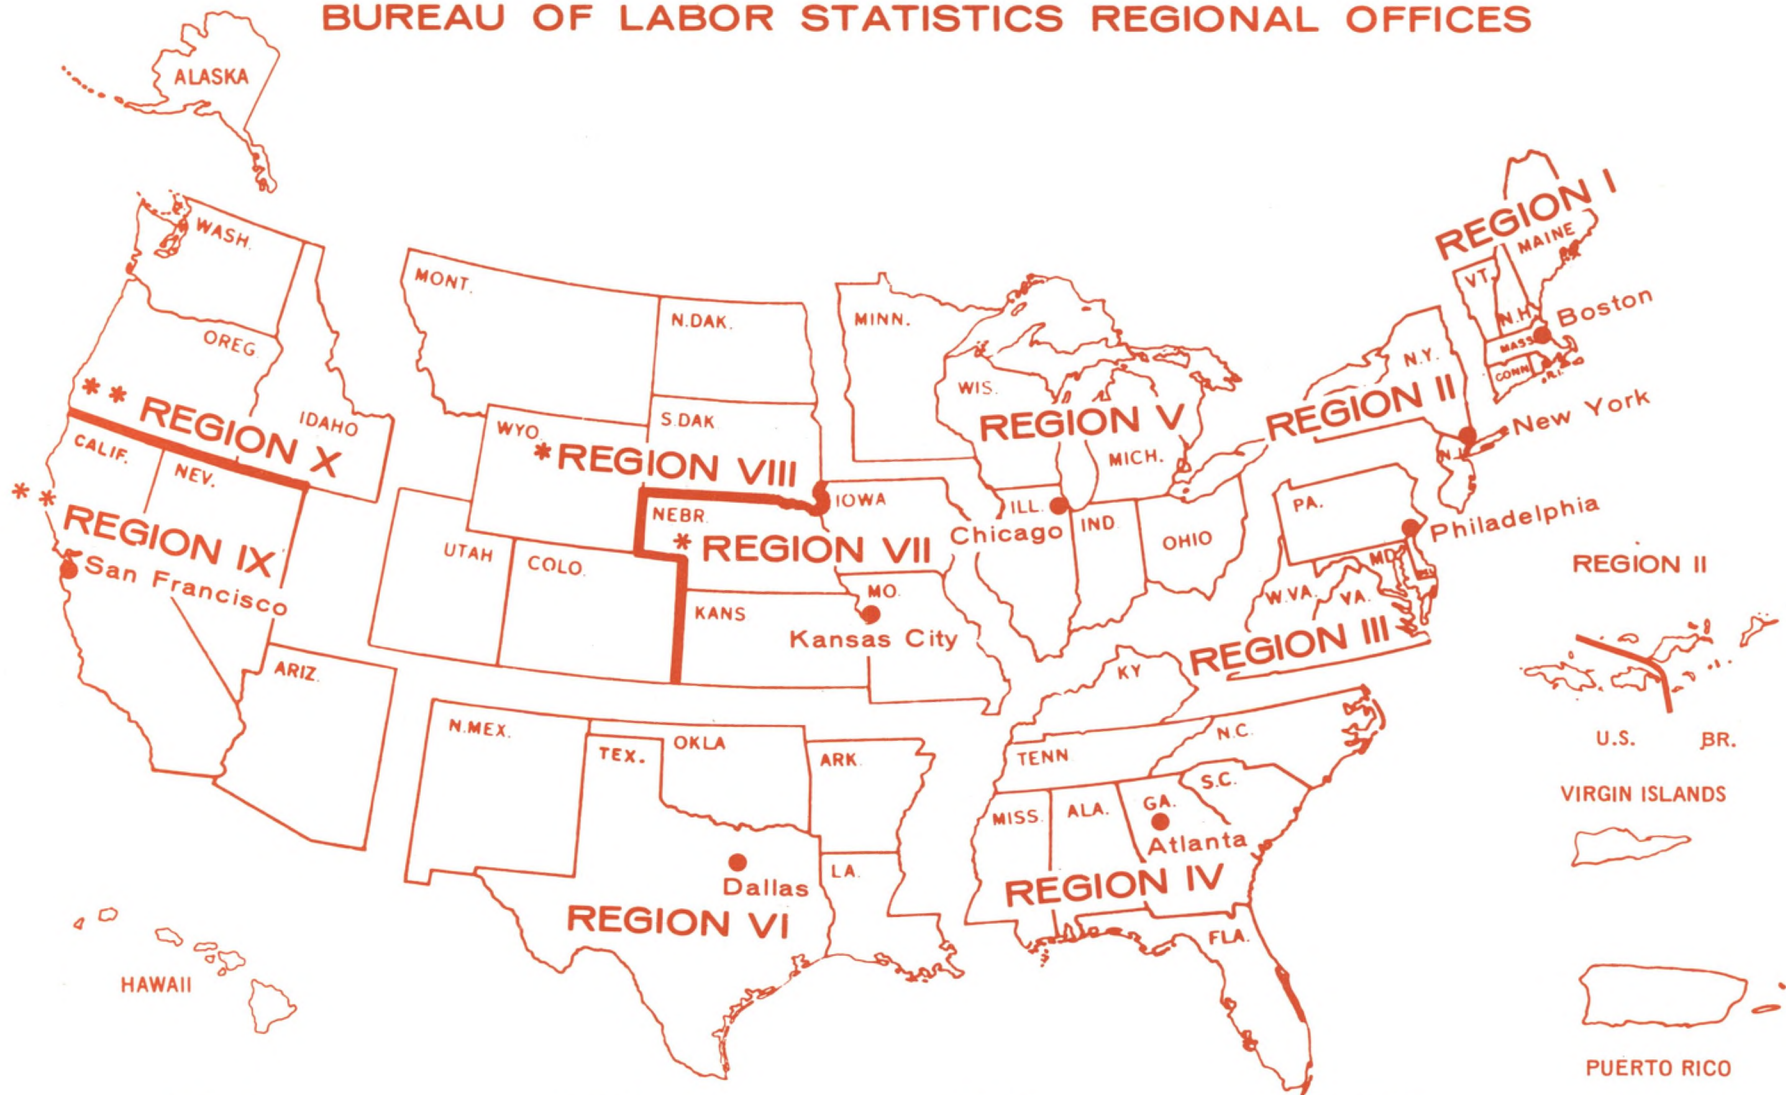 BUREAU OF LABOR STATISTICS REGIONAL OFFICES
ALASKA
WASH.
OREG.
IDAHO
** REGION X
CALIF.
NEV.
** REGION IX
San Francisco
ARIZ.
HAWAII
MONT.
N.DAK.
S.DAK
WYO.
*REGION VIII
UTAH
COLO.
NEBR.
IOWA
* REGION VII
KANS
MO.
Kansas City
N.MEX.
TEX.
OKLA
ARK.
LA.
Dallas
REGION VI
MINN.
WIS.
REGION V
MICH.
ILL.
Chicago
IND.
OHIO
KY
TENN
N.C.
S.C.
MISS.
ALA.
GA.
Atlanta
REGION IV
FLA.
REGION I
MAINE
VT.
N.H.
Boston
MASS
CONN
R.I.
N.Y.
REGION II
New York
N.J.
PA.
Philadelphia
MD.
W.VA.
VA.
REGION III
REGION II
U.S. BR.
VIRGIN ISLANDS
PUERTO RICO